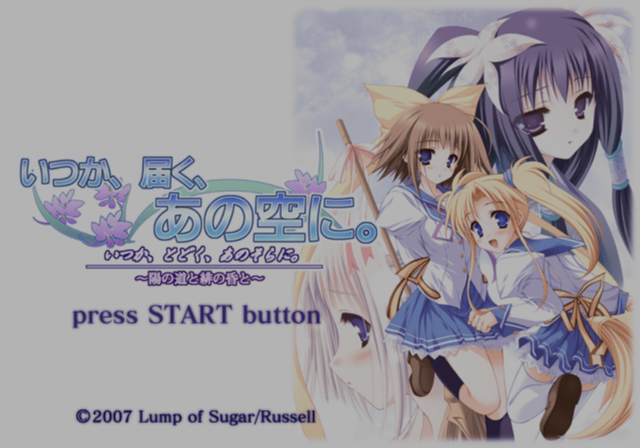 いつか、届く、
あの空に。
いつか、とどく、あのそらに。
～陽の道と緋の昏と～
press START button
©2007 Lump of Sugar/Russell